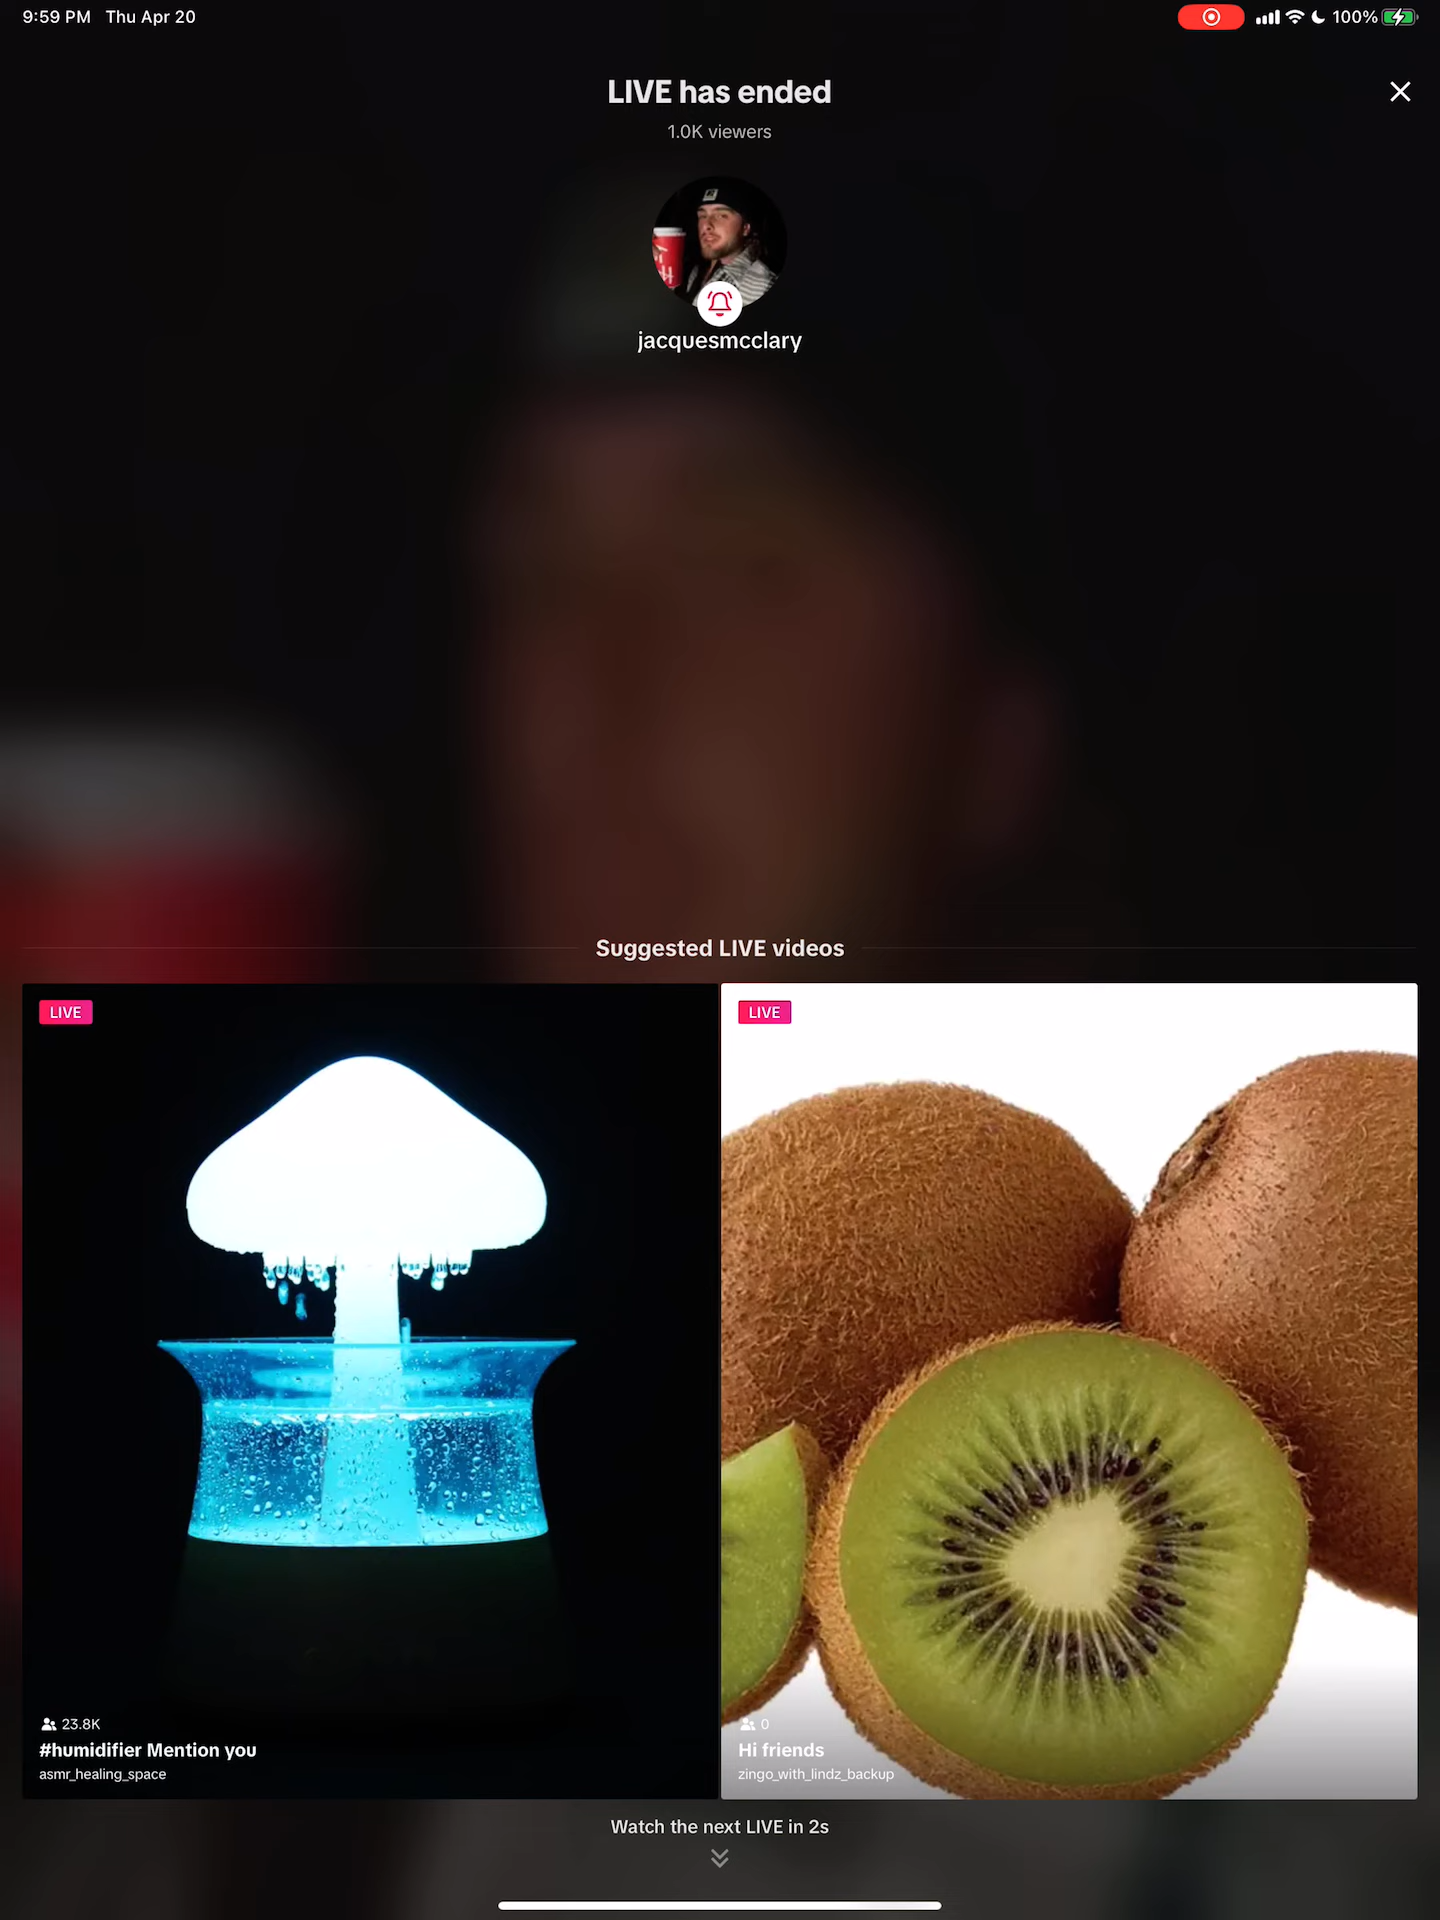 9:59 PM Thu Apr 20
100%
LIVE has ended
1.0K viewers
jacquesmcclary
Suggested LIVE videos
LIVE
23.8K
#humidifier Mention you
asmr_healing_space
LIVE
0
Hi friends
zingo_with_lindz_backup
Watch the next LIVE in 2s